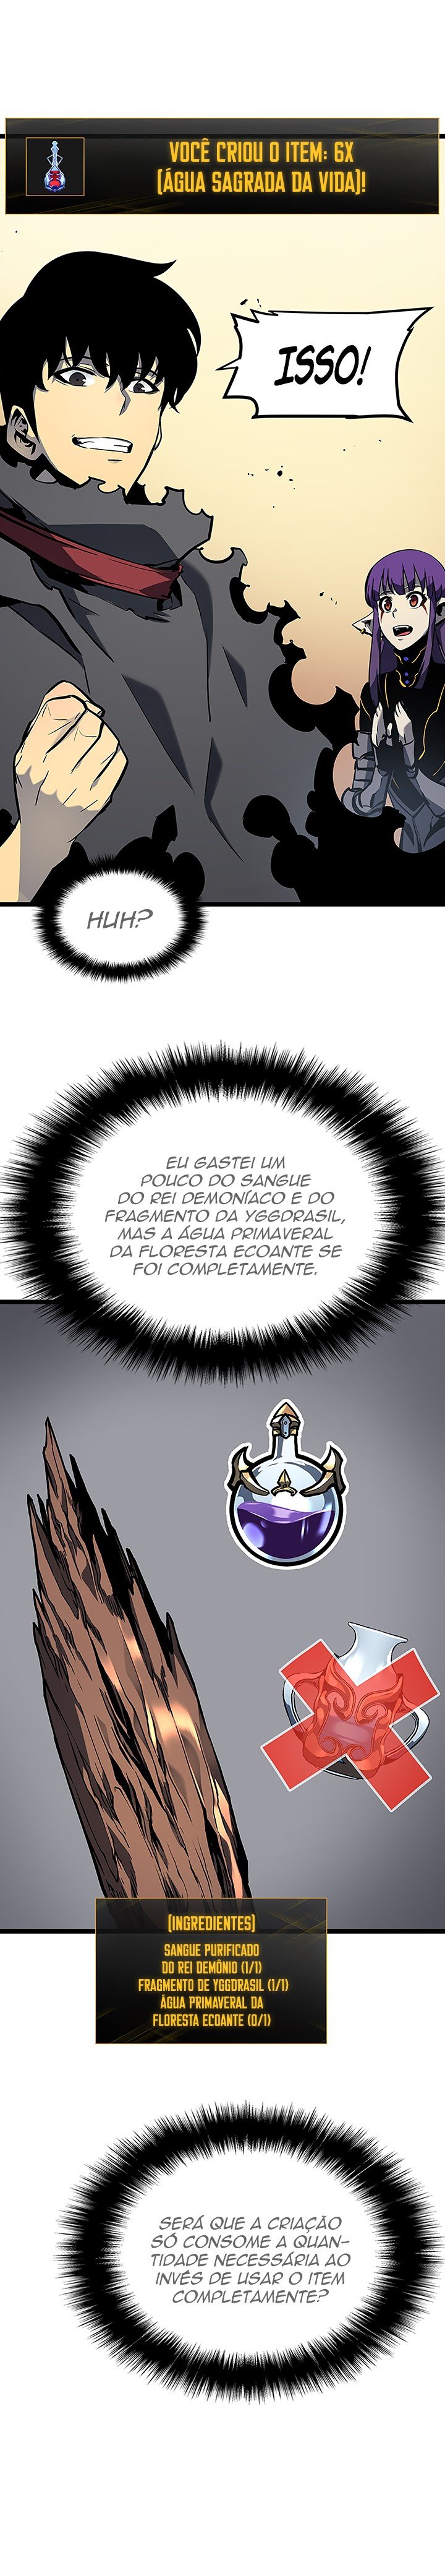 VOCÊ CRIOU O ITEM: 6X
[ÁGUA SAGRADA DA VIDA]!
ISSO!
HUH?
EU GASTEI UM
POUCO DO SANGUE
DO REI DEMONÍACO E DO
FRAGMENTO DA YGGDRASIL,
MAS A ÁGUA PRIMAVERAL
DA FLORESTA ECOANTE SE
FOI COMPLETAMENTE.
[INGREDIENTES]
SANGUE PURIFICADO
DO REI DEMÔNIO (1/1)
FRAGMENTO DE YGGDRASIL (1/1)
ÁGUA PRIMAVERAL DA
FLORESTA ECOANTE (0/1)
SERÁ QUE A CRIAÇÃO
SÓ CONSOME A QUAN-
TIDADE NECESSÁRIA AO
INVÉS DE USAR O ITEM
COMPLETAMENTE?